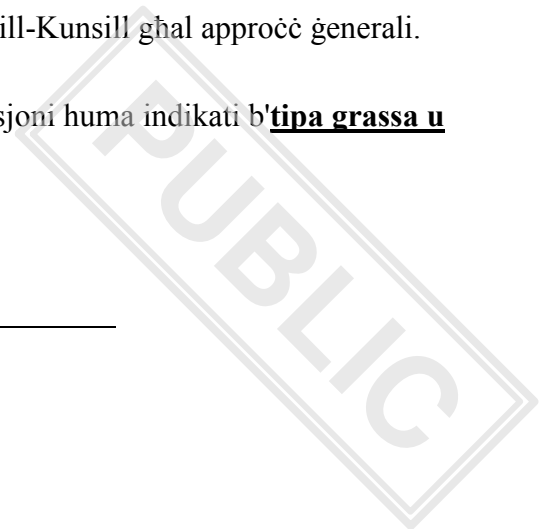 ill-Kunsill għal approċċ ġenerali.
sjoni huma indikati b'tipa grassa u
PUBLIC